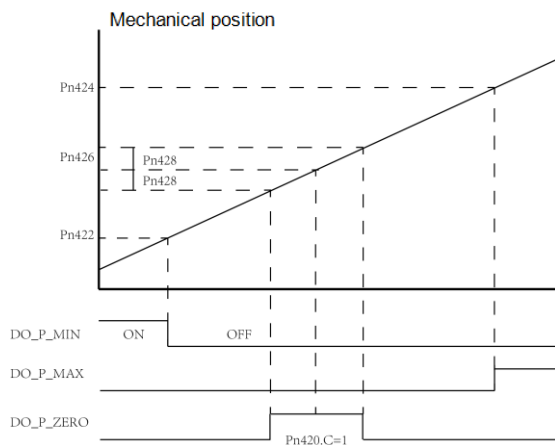 Mechanical position
Pn424
Pn426
Pn428
Pn428
Pn422
DO_P_MIN ON OFF
DO_P_MAX
DO_P_ZERO
Pn420.C=1